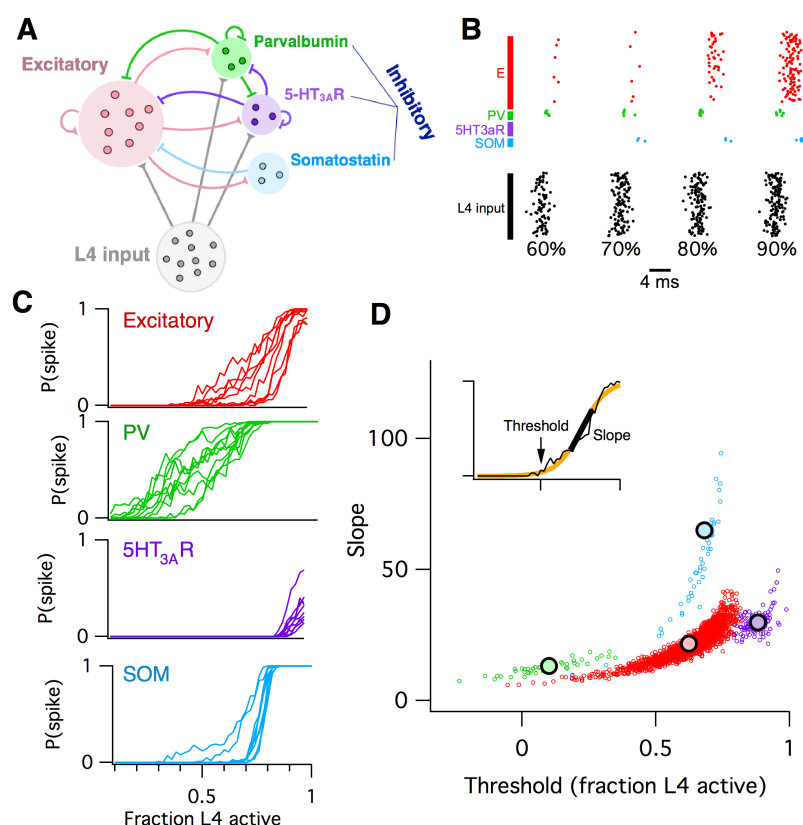 A
Excitatory
Parvalbumin
5-HT3AR
Somatostatin
Inhibitory
L4 input
B
E
PV
5HT3aR
SOM
L4 input
60% 70% 80% 90%
4 ms
C
1
P(spike)
0
Excitatory
1
P(spike)
0
PV
1
P(spike)
0
5HT3AR
1
P(spike)
0
SOM
0.5 1
Fraction L4 active
D
100
50
0
Slope
Threshold
Slope
0 0.5 1
Threshold (fraction L4 active)